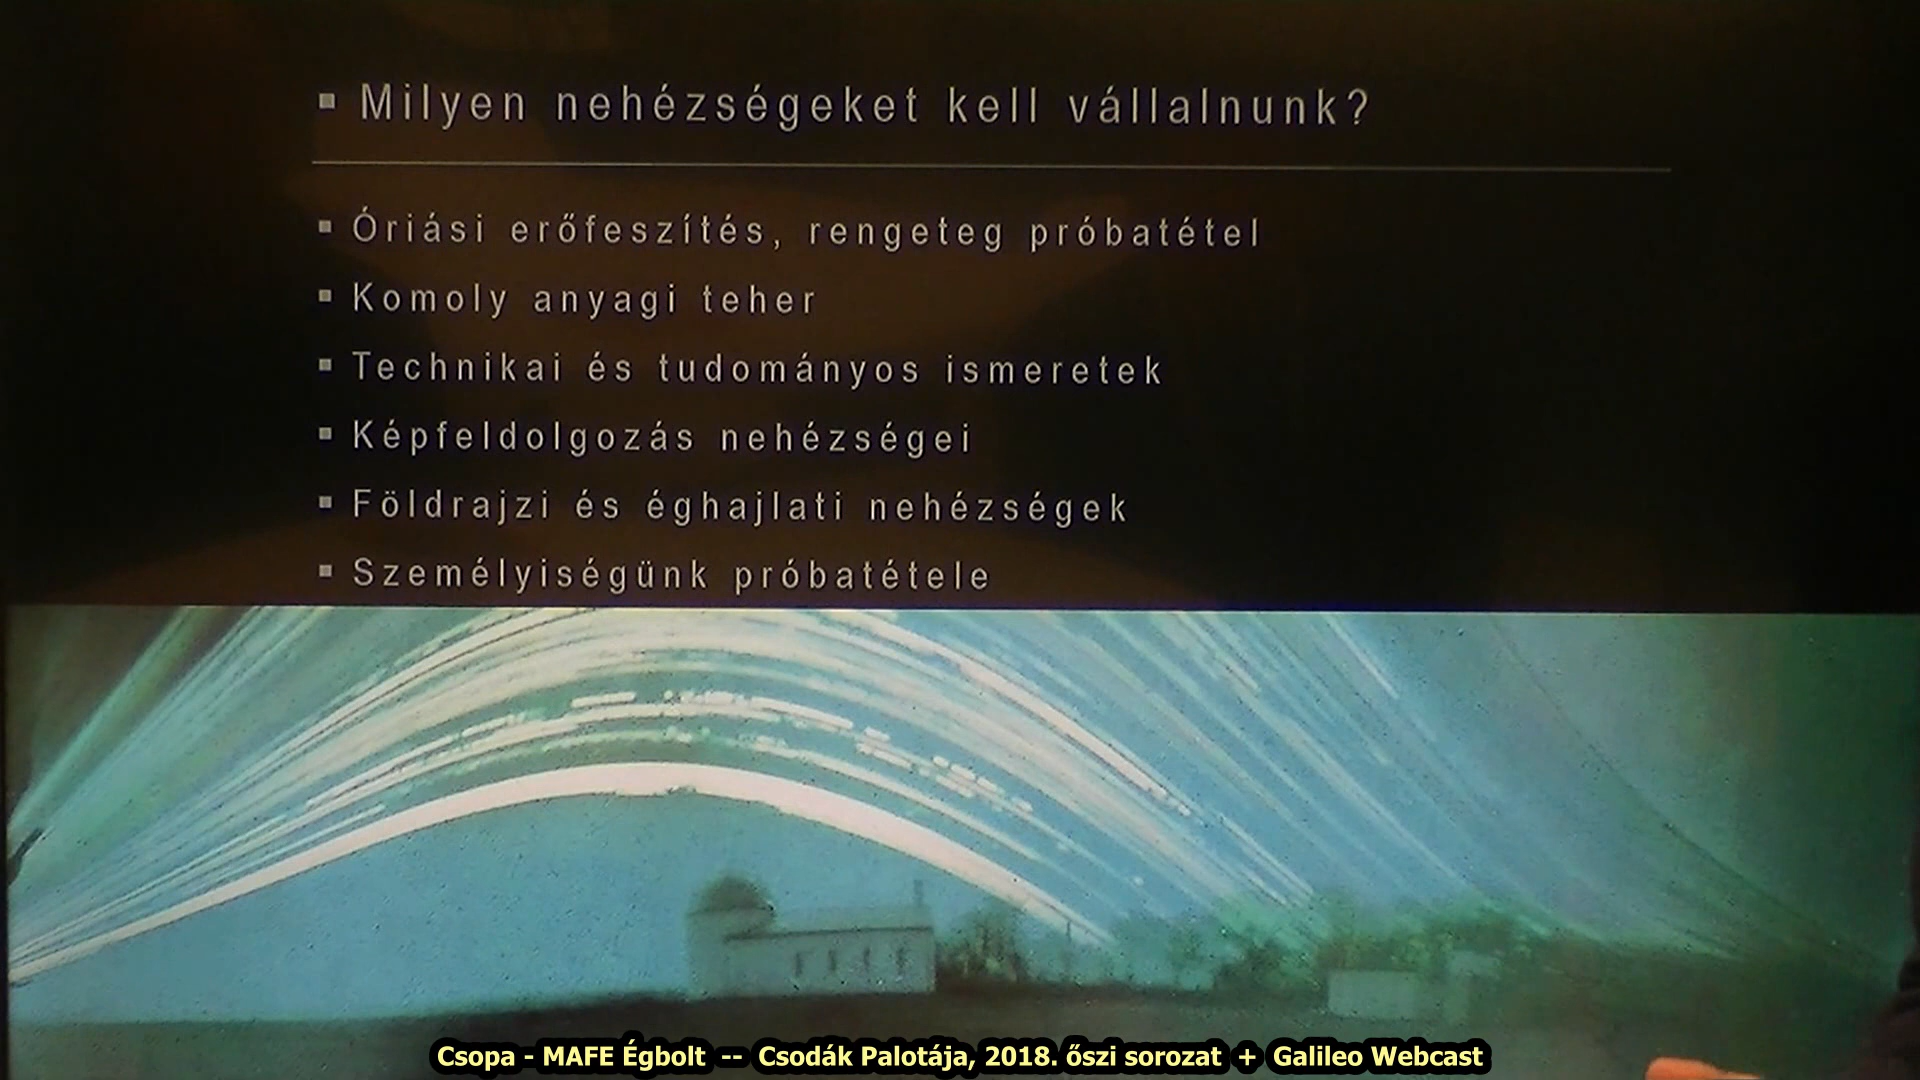 Milyen nehézségeket kell vállalnunk?
Óriási erőfeszítés, rengeteg próbatétel
Komoly anyagi teher
Technikai és tudományos ismeretek
Képfeldolgozás nehézségei
Földrajzi és éghajlati nehézségek
Személyiségünk próbatétele
Csopa - MAFE Égbolt -- Csodák Palotája, 2018. őszi sorozat + Galileo Webcast